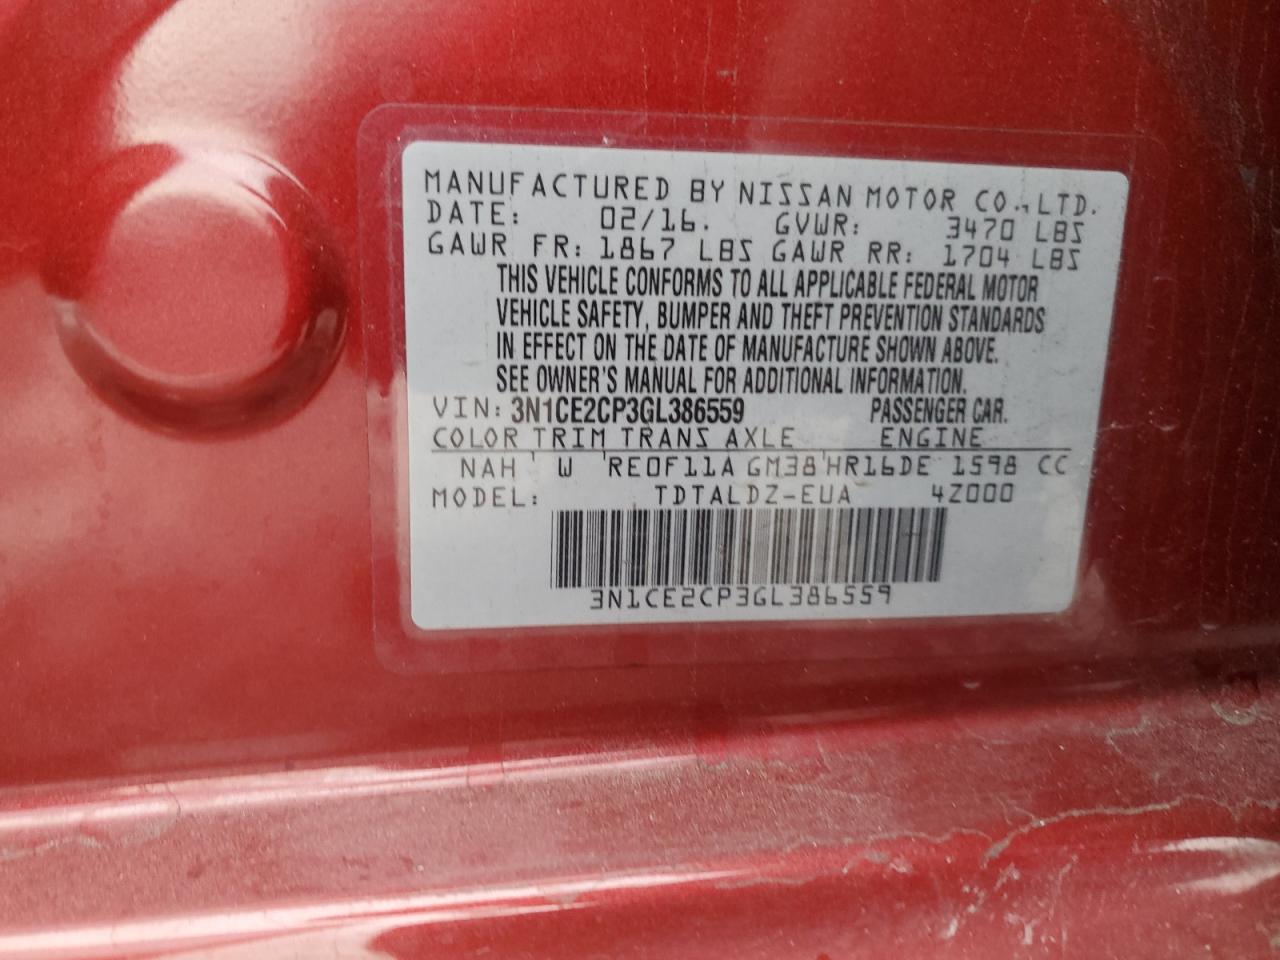 MANUFACTURED BY NISSAN MOTOR CO.,LTD.
DATE: 02/16. GVWR: 3470 LBS
GAWR FR: 1867 LBS GAWR RR: 1704 LBS
THIS VEHICLE CONFORMS TO ALL APPLICABLE FEDERAL MOTOR
VEHICLE SAFETY, BUMPER AND THEFT PREVENTION STANDARDS
IN EFFECT ON THE DATE OF MANUFACTURE SHOWN ABOVE.
SEE OWNER'S MANUAL FOR ADDITIONAL INFORMATION.
VIN: 3N1CE2CP3GL386559 PASSENGER CAR.
COLOR TRIM TRANS AXLE ENGINE
NAH W RE0F11A GM38 HR16DE 1598 CC
MODEL: TDTALDZ-EUA 4Z000
3N1CE2CP3GL386559